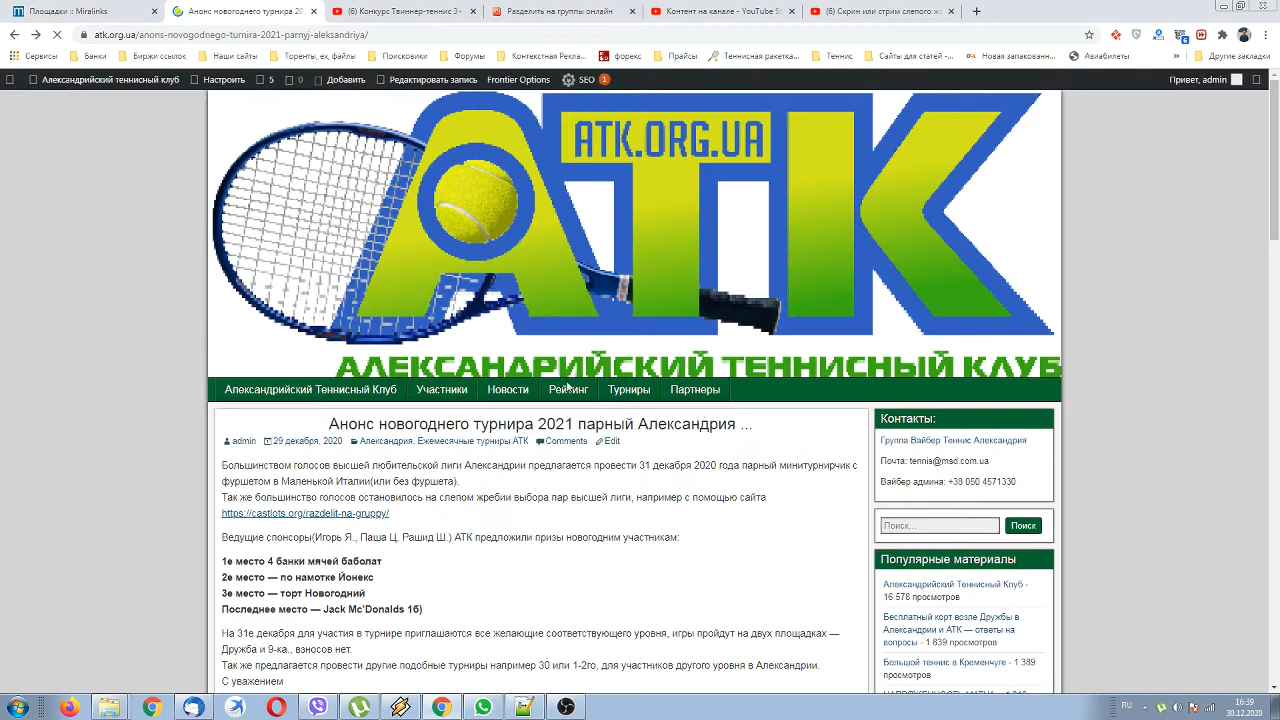 Площадки :: Miralinks
Анонс новогоднего турнира 20
(6) Конкурс Твиннер-теннис 3-
Разделить на группы онлайн
Контент на канале - YouTube S
(6) Скрин или стрим слепого ж
atk.org.ua/anons-novogodnego-turnira-2021-parnyj-aleksandriya/
Сервисы Банки Биржи ссылок Наши сайты Торенты, ex, файлы Поисковики Форумы Контекстная Рекла... форекс Прайсы Теннисная ракетка... Теннис Сайты для статей -... Новая запакованн... Авиабилеты Другие закладки
Александрийский теннисный клуб Настроить 5 0 Добавить Редактировать запись Frontier Options SEO 1 Привет, admin
ATK.ORG.UA
АТК
АЛЕКСАНДРИЙСКИЙ ТЕННИСНЫЙ КЛУБ
Александрийский Теннисный Клуб Участники Новости Рейтинг Турниры Партнеры
Анонс новогоднего турнира 2021 парный Александрия ...
admin 29 декабря, 2020 Александрия, Ежемесячные турниры АТК Comments Edit
Большинством голосов высшей любительской лиги Александрии предлагается провести 31 декабря 2020 года парный минитурнирчик с
фуршетом в Маленькой Италии(или без фуршета).
Так же большинство голосов остановилось на слепом жребии выбора пар высшей лиги, например с помощью сайта
https://castlots.org/razdelit-na-gruppy/
Ведущие спонсоры(Игорь Я., Паша Ц. Рашид Ш.) АТК предложили призы новогодним участникам:
1е место 4 банки мячей баболат
2е место — по намотке Йонекс
3е место — торт Новогодний
Последнее место — Jack Mc'Donalds 1б)
На 31е декабря для участия в турнире приглашаются все желающие соответствующего уровня, игры пройдут на двух площадках —
Дружба и 9-ка., взносов нет.
Так же предлагается провести другие подобные турниры например 30 или 1-2го, для участников другого уровня в Александрии.
С уважением
Контакты:
Группа Вайбер Теннис Александрия
Почта: tennis@msd.com.ua
Вайбер админа: +38 050 4571330
Поиск... Поиск
Популярные материалы
Александрийский Теннисный Клуб -
16 578 просмотров
Бесплатный корт возле Дружбы в
Александрии и АТК — ответы на
вопросы - 1 839 просмотров
Большой теннис в Кременчуге - 1 389
просмотров
RU
16:39
30.12.2020